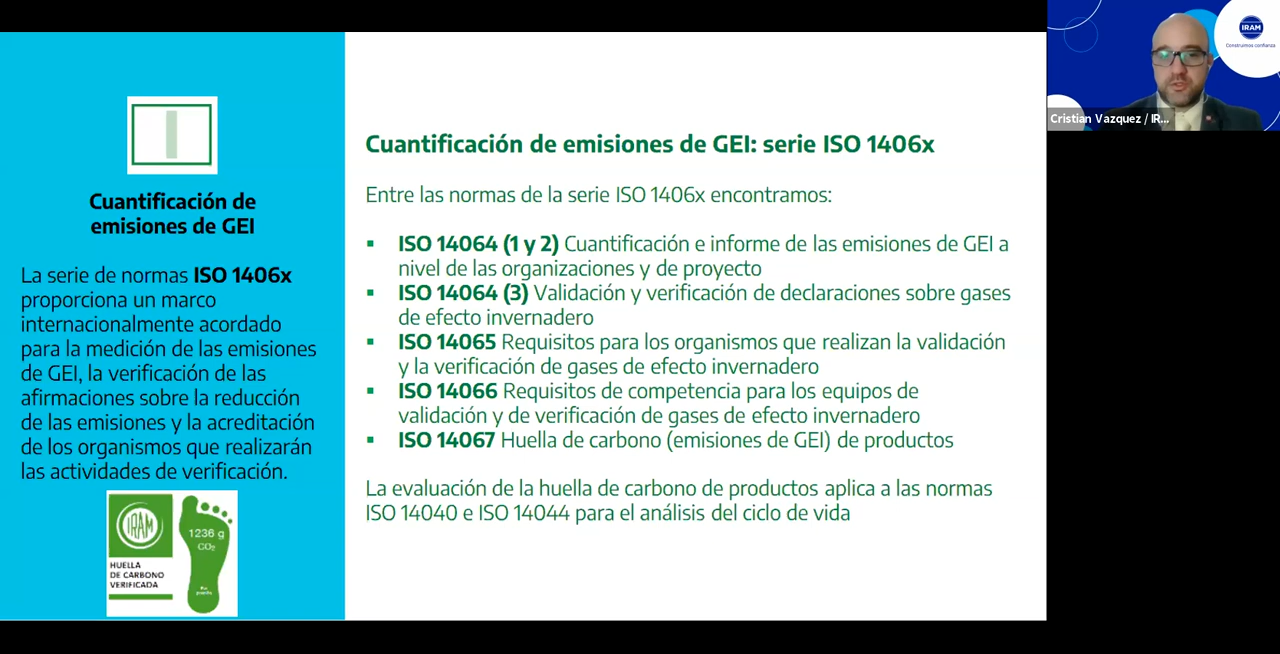 Cuantificación de
emisiones de GEI
La serie de normas ISO 1406x
proporciona un marco
internacionalmente acordado
para la medición de las emisiones
de GEI, la verificación de las
afirmaciones sobre la reducción
de las emisiones y la acreditación
de los organismos que realizarán
las actividades de verificación.
IRAM
HUELLA
DE CARBONO
VERIFICADA
1236 g
CO₂
Cuantificación de emisiones de GEI: serie ISO 1406x
Entre las normas de la serie ISO 1406x encontramos:
▪ ISO 14064 (1 y 2) Cuantificación e informe de las emisiones de GEI a
nivel de las organizaciones y de proyecto
▪ ISO 14064 (3) Validación y verificación de declaraciones sobre gases
de efecto invernadero
▪ ISO 14065 Requisitos para los organismos que realizan la validación
y la verificación de gases de efecto invernadero
▪ ISO 14066 Requisitos de competencia para los equipos de
validación y de verificación de gases de efecto invernadero
▪ ISO 14067 Huella de carbono (emisiones de GEI) de productos
La evaluación de la huella de carbono de productos aplica a las normas
ISO 14040 e ISO 14044 para el análisis del ciclo de vida
IRAM
Construimos confianza
Cristian Vazquez / IR...